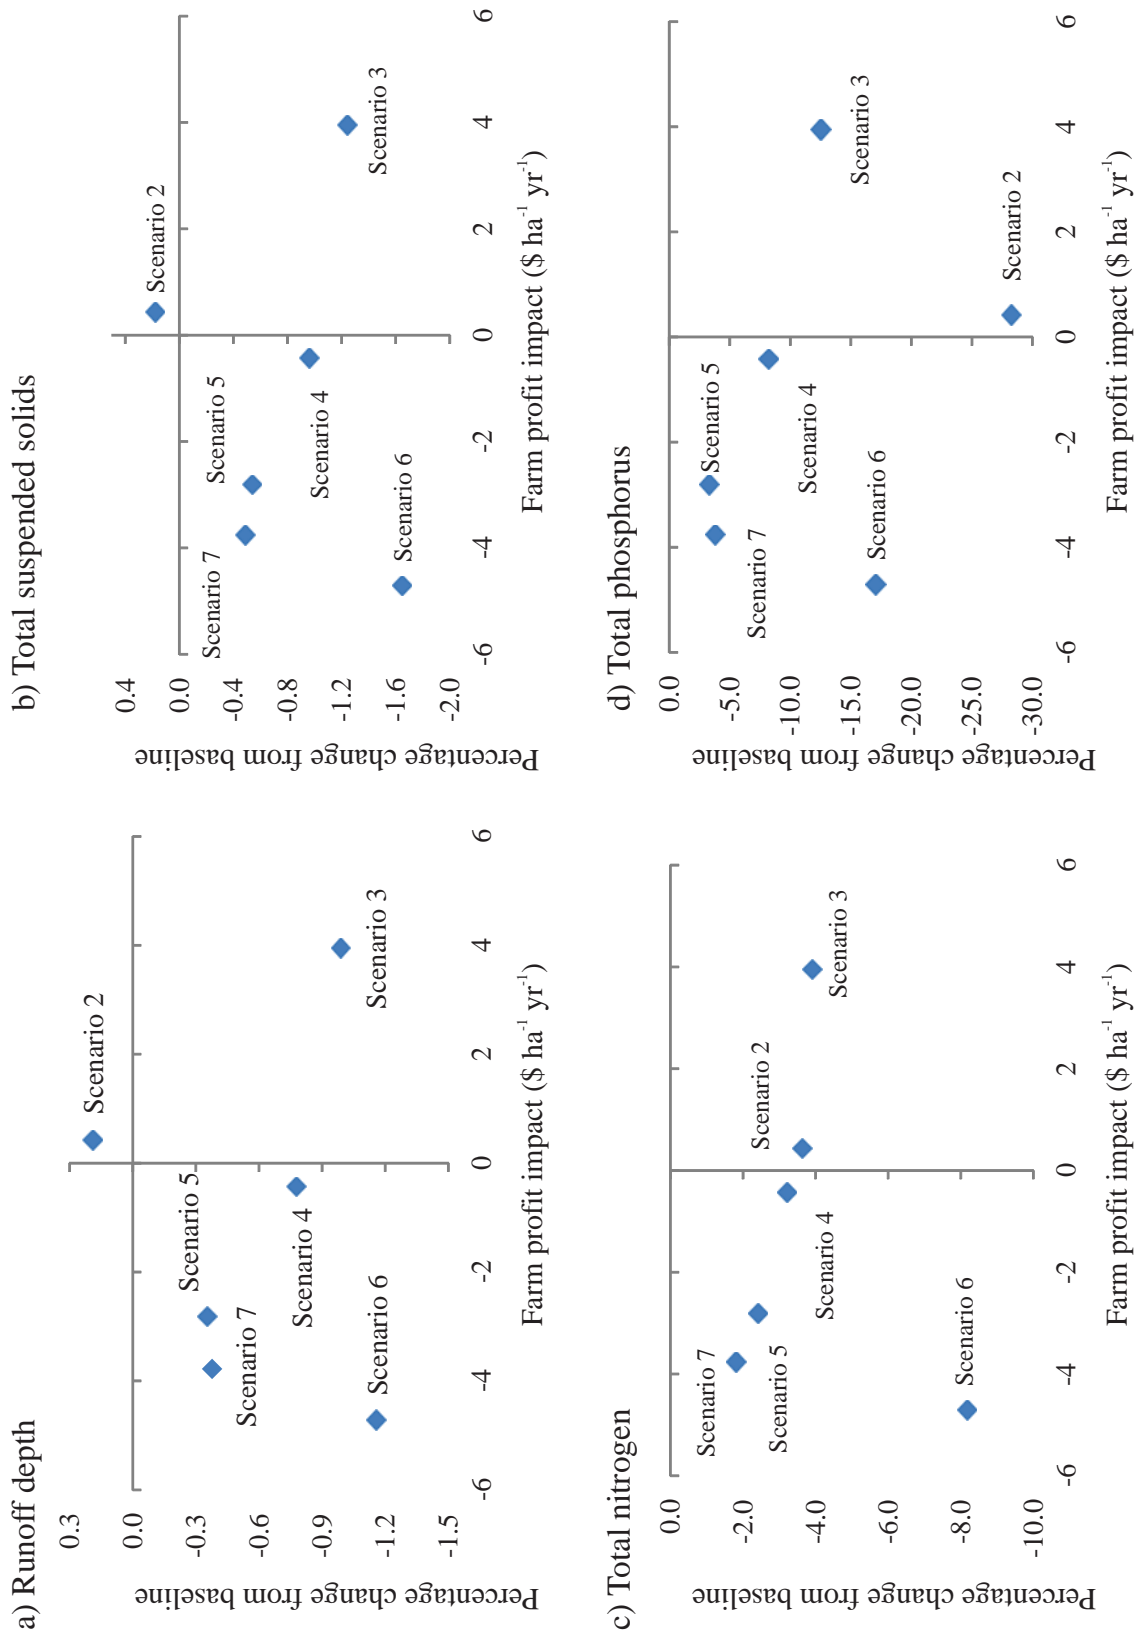 a) Runoff depth
0.3
0.0
-0.3
-0.6
-0.9
-1.2
-1.5
Percentage change from baseline
-6
-4
-2
0
2
4
6
Farm profit impact ($ ha⁻¹ yr⁻¹)
Scenario 2
Scenario 5
Scenario 7
Scenario 4
Scenario 3
Scenario 6
b) Total suspended solids
0.4
0.0
-0.4
-0.8
-1.2
-1.6
-2.0
Percentage change from baseline
-6
-4
-2
0
2
4
6
Farm profit impact ($ ha⁻¹ yr⁻¹)
Scenario 2
Scenario 7
Scenario 5
Scenario 4
Scenario 3
Scenario 6
c) Total nitrogen
0.0
-2.0
-4.0
-6.0
-8.0
-10.0
Percentage change from baseline
-6
-4
-2
0
2
4
6
Farm profit impact ($ ha⁻¹ yr⁻¹)
Scenario 7
Scenario 2
Scenario 5
Scenario 4
Scenario 3
Scenario 6
d) Total phosphorus
0.0
-5.0
-10.0
-15.0
-20.0
-25.0
-30.0
Percentage change from baseline
-6
-4
-2
0
2
4
6
Farm profit impact ($ ha⁻¹ yr⁻¹)
Scenario 5
Scenario 7
Scenario 4
Scenario 3
Scenario 6
Scenario 2